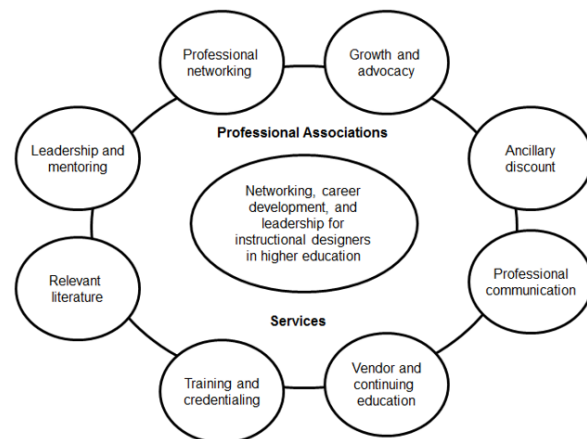 Professional
networking
Growth and
advocacy
Professional Associations
Leadership and
mentoring
Ancillary
discount
Networking, career
development, and
leadership for
instructional designers
in higher education
Relevant
literature
Professional
communication
Services
Training and
credentialing
Vendor and
continuing
education